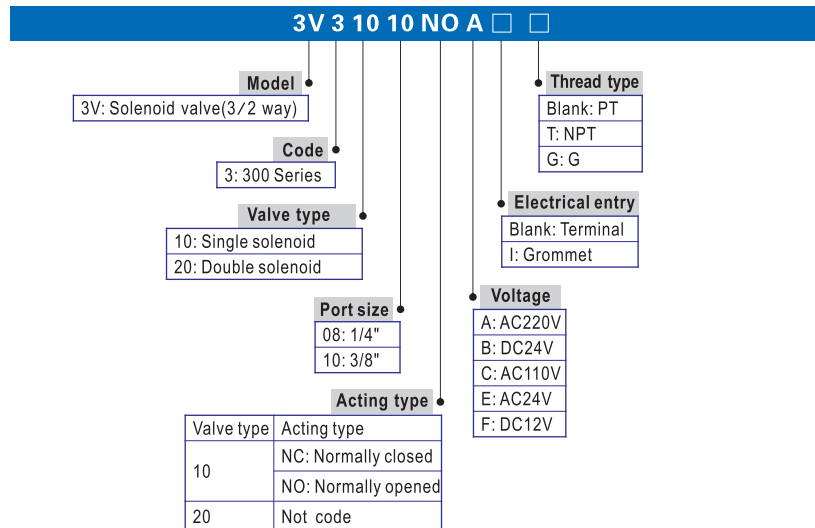 3V 3 10 10 NO A □ □
Model
3V: Solenoid valve(3/2 way)
Code
3: 300 Series
Valve type
10: Single solenoid
20: Double solenoid
Port size
08: 1/4"
10: 3/8"
Acting type
Valve type Acting type
10
NC: Normally closed
NO: Normally opened
20 Not code
Thread type
Blank: PT
T: NPT
G: G
Electrical entry
Blank: Terminal
I: Grommet
Voltage
A: AC220V
B: DC24V
C: AC110V
E: AC24V
F: DC12V